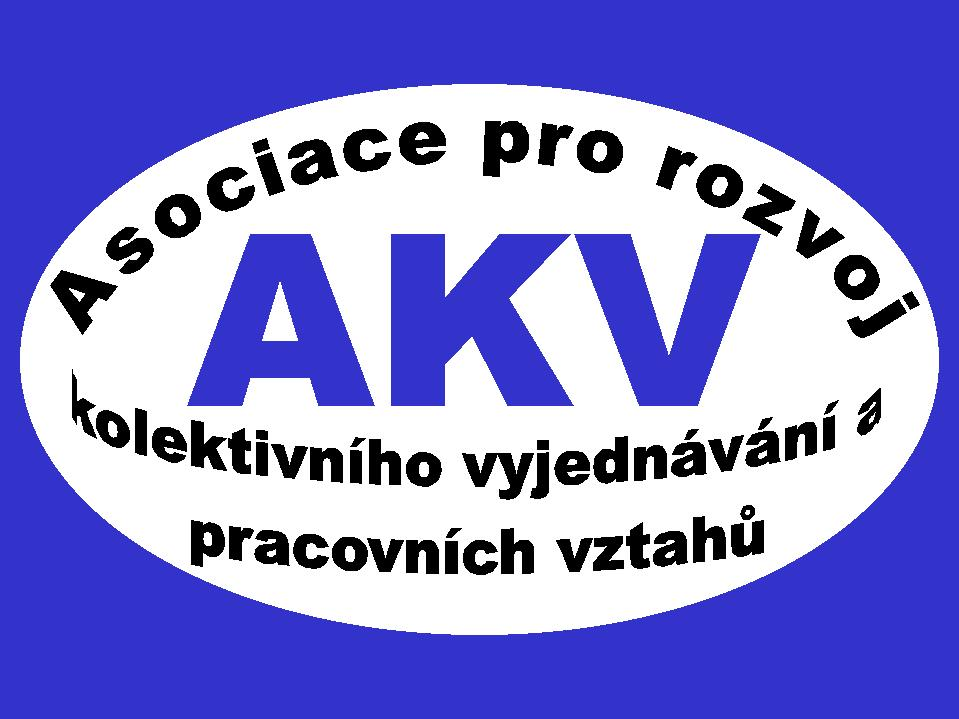 Asociace pro rozvoj
AKV
kolektivního vyjednávání a
pracovních vztahů